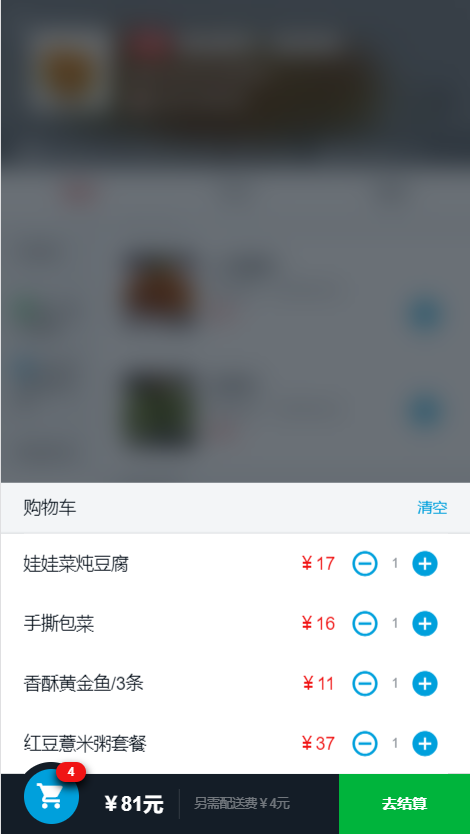 购物车 清空
娃娃菜炖豆腐 ￥17 1
手撕包菜 ￥16 1
香酥黄金鱼/3条 ￥11 1
红豆薏米粥套餐 ￥37 1
4
￥81元 另需配送费￥4元 去结算